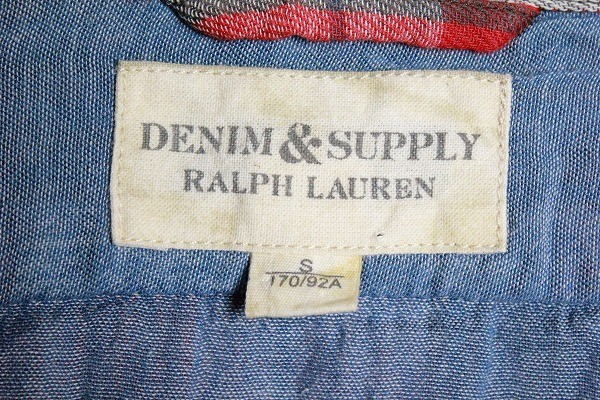 DENIM & SUPPLY
RALPH LAUREN
S
170/92A